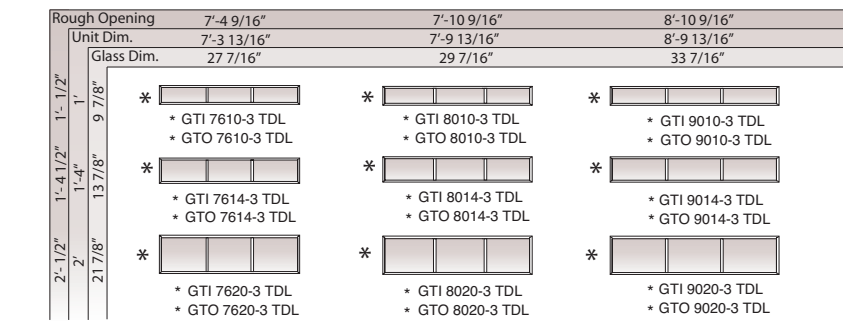 Rough Opening 7'-4 9/16" 7'-10 9/16" 8'-10 9/16"
Unit Dim. 7'-3 13/16" 7'-9 13/16" 8'-9 13/16"
Glass Dim. 27 7/16" 29 7/16" 33 7/16"
1'- 1/2" 1' 9 7/8"
* * *
* GTI 7610-3 TDL * GTI 8010-3 TDL * GTI 9010-3 TDL
* GTO 7610-3 TDL * GTO 8010-3 TDL * GTO 9010-3 TDL
1'-4 1/2" 1'-4" 13 7/8"
* * *
* GTI 7614-3 TDL * GTI 8014-3 TDL * GTI 9014-3 TDL
* GTO 7614-3 TDL * GTO 8014-3 TDL * GTO 9014-3 TDL
2'- 1/2" 2' 21 7/8"
* * *
* GTI 7620-3 TDL * GTI 8020-3 TDL * GTI 9020-3 TDL
* GTO 7620-3 TDL * GTO 8020-3 TDL * GTO 9020-3 TDL